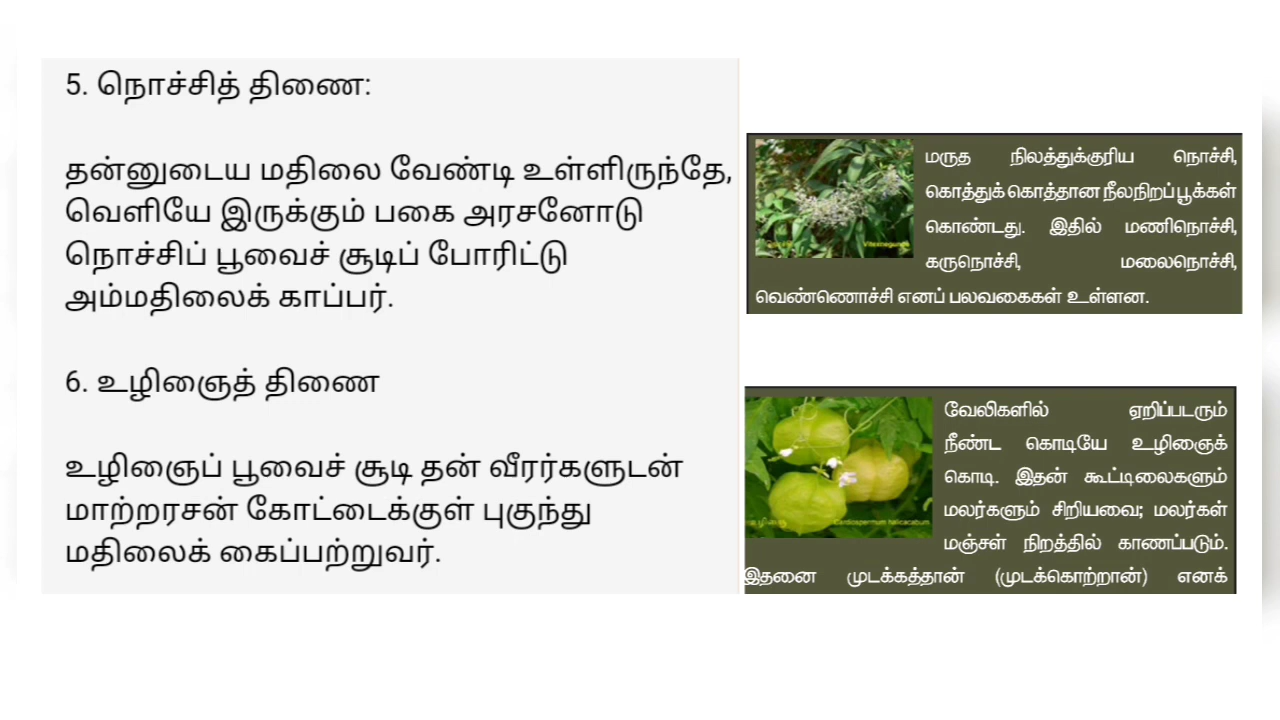 5. நொச்சித் திணை:
தன்னுடைய மதிலை வேண்டி உள்ளிருந்தே,
வெளியே இருக்கும் பகை அரசனோடு
நொச்சிப் பூவைச் சூடிப் போரிட்டு
அம்மதிலைக் காப்பர்.
6. உழிஞைத் திணை
உழிஞைப் பூவைச் சூடி தன் வீரர்களுடன்
மாற்றரசன் கோட்டைக்குள் புகுந்து
மதிலைக் கைப்பற்றுவர்.
மருத நிலத்துக்குரிய நொச்சி,
கொத்துக் கொத்தான நீலநிறப் பூக்கள்
கொண்டது. இதில் மணிநொச்சி,
கருநொச்சி, மலைநொச்சி,
வெண்ணொச்சி எனப் பலவகைகள் உள்ளன.
வேலிகளில் ஏறிப்படரும்
நீண்ட கொடியே உழிஞைக்
கொடி. இதன் கூட்டிலைகளும்
மலர்களும் சிறியவை; மலர்கள்
மஞ்சள் நிறத்தில் காணப்படும்.
இதனை முடக்கத்தான் (முடக்கொற்றான்) எனக்
Cardiospermum halicacabum